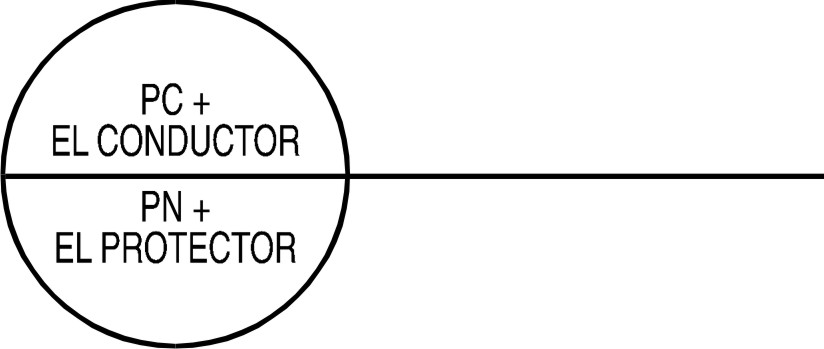 PC +
EL CONDUCTOR
PN +
EL PROTECTOR